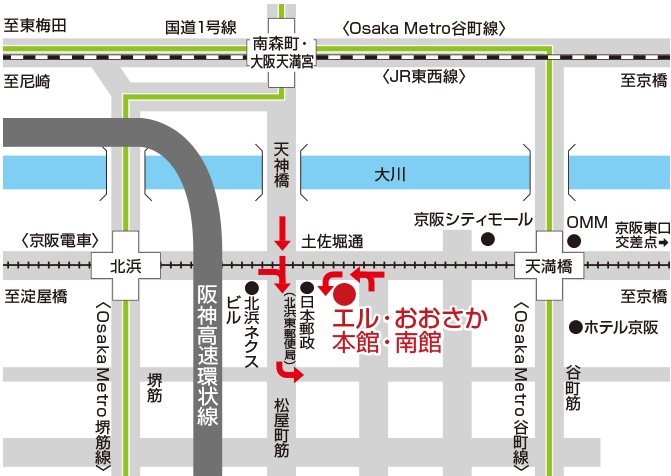 至東梅田
国道1号線
〈Osaka Metro谷町線〉
南森町・
大阪天満宮
至尼崎
〈JR東西線〉
至京橋
天神橋
大川
京阪シティモール
OMM
京阪東口
交差点➡
〈京阪電車〉
土佐堀通
北浜
天満橋
至淀屋橋
至京橋
阪神高速環状線
北浜ネクス
ビル
(北浜東郵便局)
日本郵政
エル・おおさか
本館・南館
ホテル京阪
〈Osaka Metro堺筋線〉
堺筋
松屋町筋
〈Osaka Metro谷町線〉
谷町筋